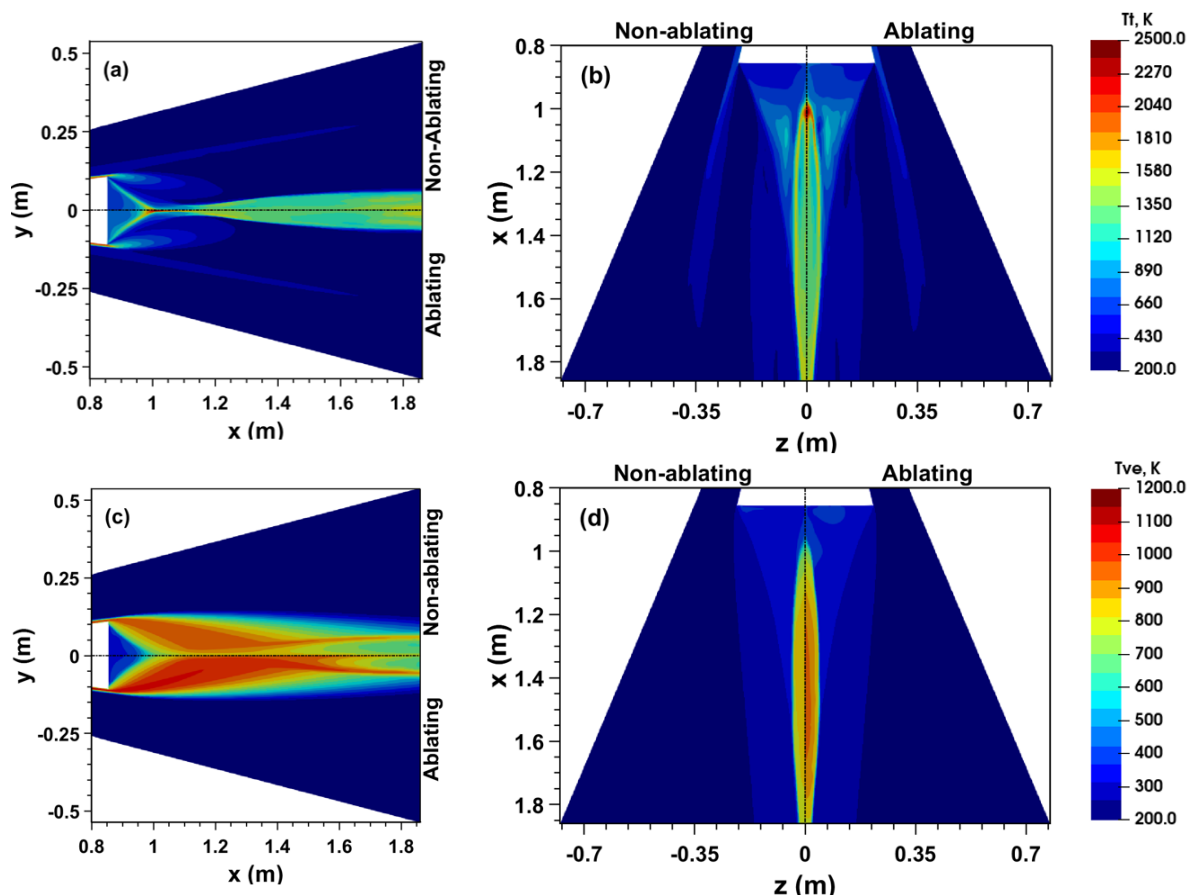 (a)
0.5
0.25
0
-0.25
-0.5
y (m)
0.8 1 1.2 1.4 1.6 1.8
x (m)
Non-Ablating
Ablating
Non-ablating Ablating
(b)
0.8
1
1.2
1.4
1.6
1.8
x (m)
-0.7 -0.35 0 0.35 0.7
z (m)
Tt, K
2500.0
2270
2040
1810
1580
1350
1120
890
660
430
200.0
(c)
0.5
0.25
0
-0.25
-0.5
y (m)
0.8 1 1.2 1.4 1.6 1.8
x (m)
Non-ablating
Ablating
Non-ablating Ablating
(d)
0.8
1
1.2
1.4
1.6
1.8
x (m)
-0.7 -0.35 0 0.35 0.7
z (m)
Tve, K
1200.0
1100
1000
900
800
700
600
500
400
300
200.0